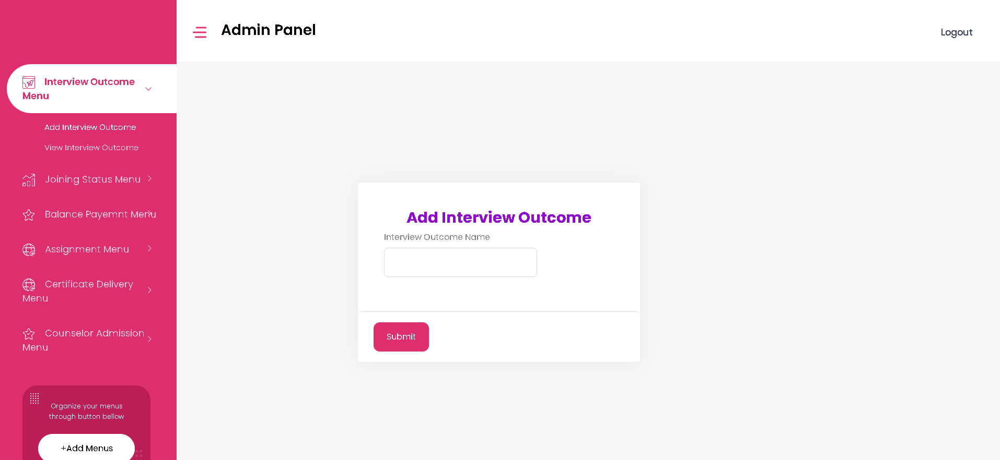 Admin Panel
Logout
Interview Outcome
Menu
Add Interview Outcome
View Interview Outcome
Joining Status Menu
Balance Payemnt Menu
Assignment Menu
Certificate Delivery
Menu
Counselor Admission
Menu
Organize your menus
through button bellow
+Add Menus
Add Interview Outcome
Interview Outcome Name
Submit